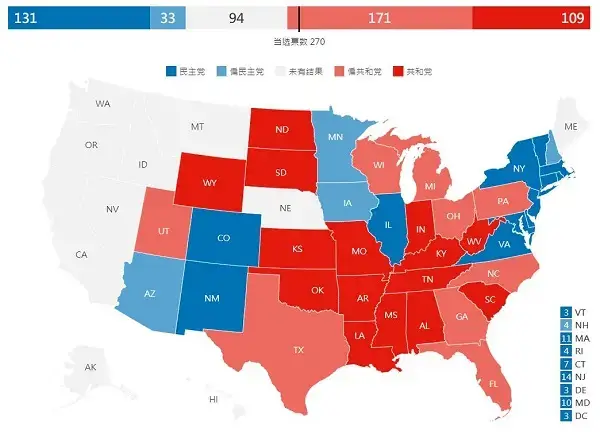 131 33 94 171 109
当选票数 270
民主党 偏民主党 未有结果 偏共和党 共和党
WA
MT
ND
MN
ME
OR
ID
SD
WI
MI
NY
WY
IA
NE
PA
NV
UT
CO
IL
IN
OH
WV
VA
CA
KS
MO
KY
AZ
NM
OK
AR
TN
NC
SC
MS
AL
GA
LA
TX
FL
AK
HI
3 VT
4 NH
11 MA
4 RI
7 CT
14 NJ
3 DE
10 MD
3 DC